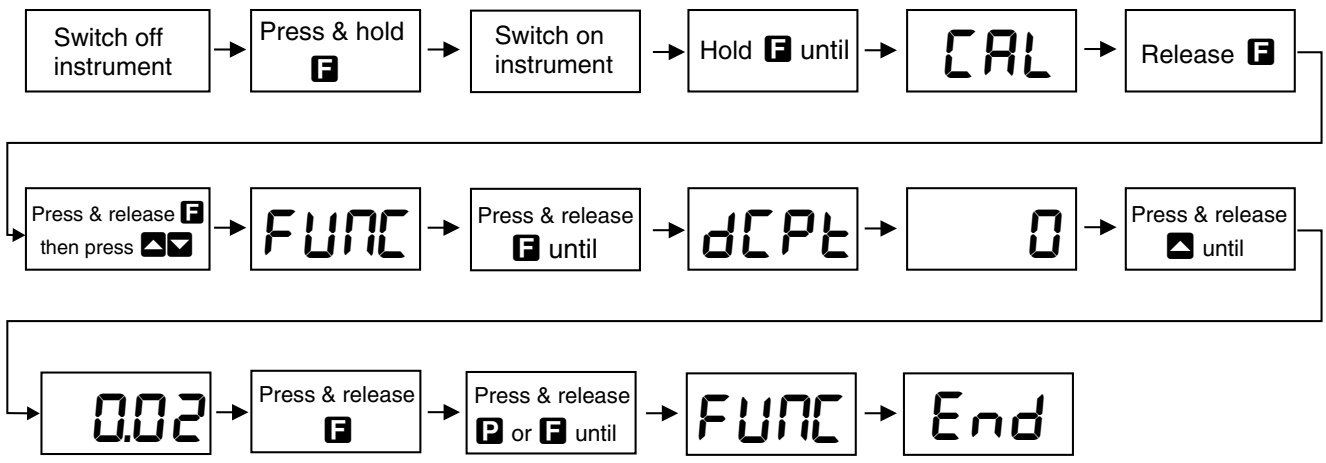 Switch off
instrument
Press & hold
F
Switch on
instrument
Hold F until
CAL
Release F
Press & release F
then press ▲▼
FUNC
Press & release
F until
dCPt
0
Press & release
▲ until
0.02
Press & release
F
Press & release
P or F until
FUNC
End